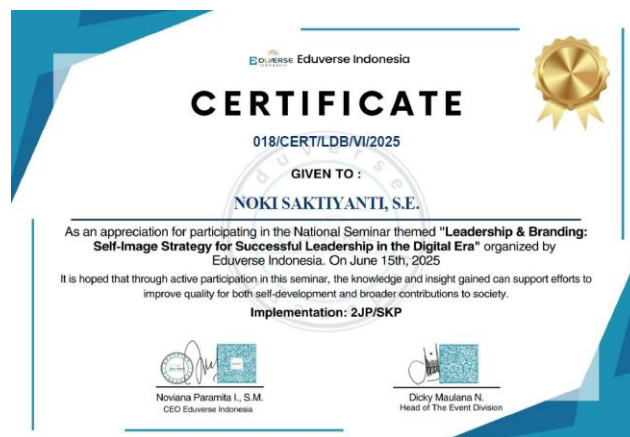 EDUVERSE
INDONESIA
Eduverse Indonesia
CERTIFICATE
018/CERT/LDB/VI/2025
GIVEN TO :
NOKI SAKTIYANTI, S.E.
As an appreciation for participating in the National Seminar themed "Leadership & Branding:
Self-Image Strategy for Successful Leadership in the Digital Era" organized by
Eduverse Indonesia. On June 15th, 2025
It is hoped that through active participation in this seminar, the knowledge and insight gained can support efforts to
improve quality for both self-development and broader contributions to society.
Implementation: 2JP/SKP
Noviana Paramita I., S.M.
CEO Eduverse Indonesia
Dicky Maulana N.
Head of The Event Division